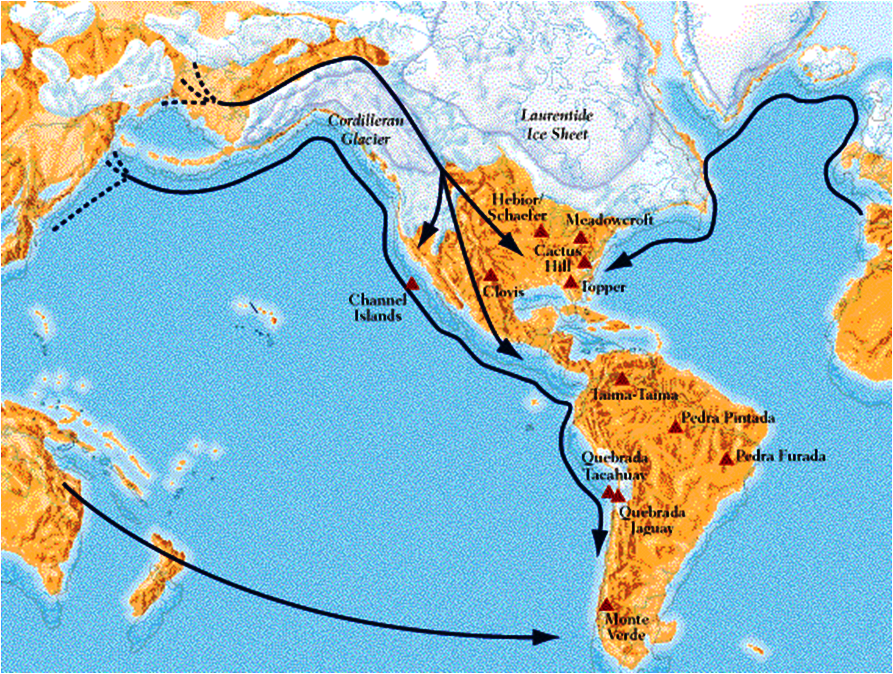 Cordilleran
Glacier
Laurentide
Ice Sheet
Hebior/
Schaefer
Meadowcroft
Cactus
Hill
Clovis
Topper
Channel
Islands
Taima-Taima
Pedra Pintada
Pedra Furada
Quebrada
Tacahuay
Quebrada
Jaguay
Monte
Verde